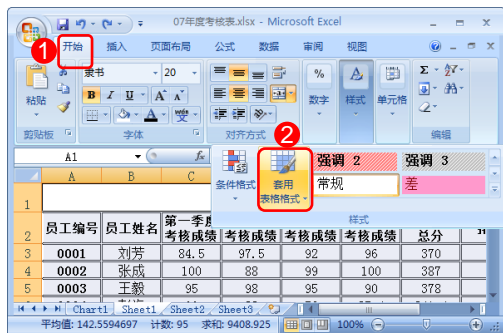 07年度考核表.xlsx - Microsoft Excel
1
开始 插入 页面布局 公式 数据 审阅 视图
隶书 20
粘贴 B I U A A 数字 样式 单元格
剪贴板 字体 对齐方式 编辑
2
A1 fx
条件格式 套用 表格格式 强调 2 强调 3
常规 差
样式
A B C
1
2 员工编号 员工姓名 第一季度 考核成绩 考核成绩 考核成绩 考核成绩 总分
3 0001 刘芳 84.5 97.5 92 96 370
4 0002 张成 100 88 99 100 387
5 0003 王毅 95 98 95 90 378
Chart1 Sheet1 Sheet2 Sheet3
平均值: 142.5594697 计数: 95 求和: 9408.925 100%